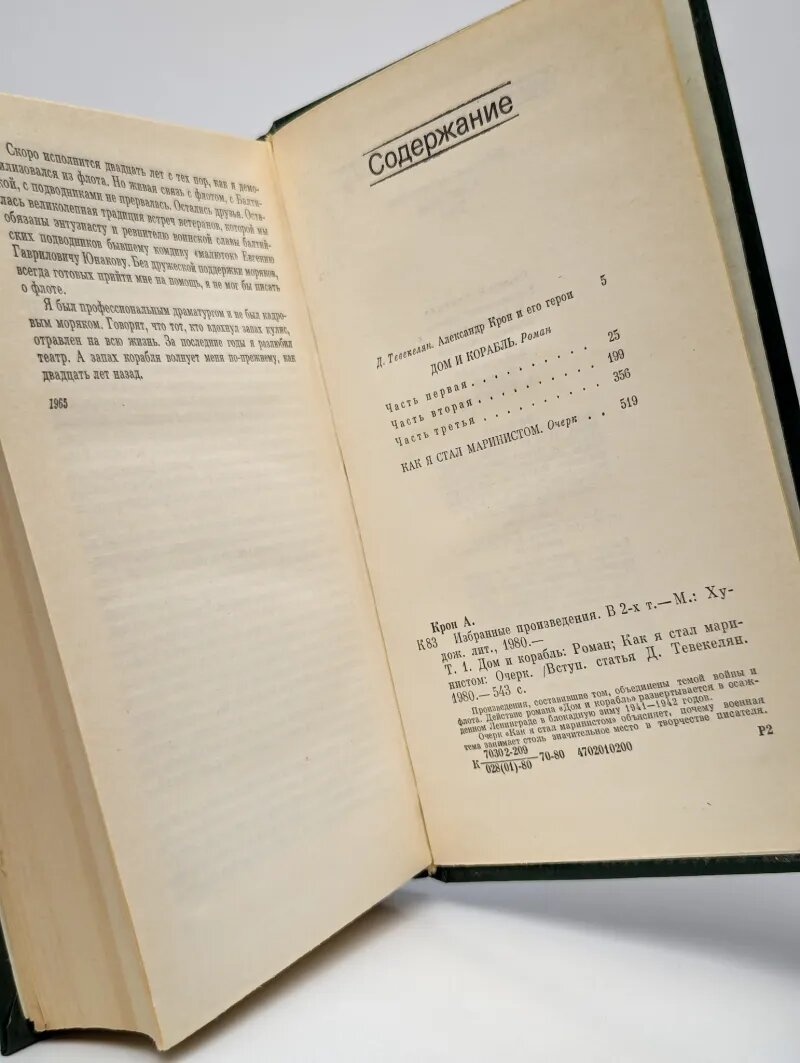 Скоро исполнится двадцать лет с тех пор, как я демо-
илизовался из флота. Но живая связь с флотом, с Балти-
кой, с подводниками не прервалась. Остались друзья. Оста-
лась великолепная традиция встреч ветеранов, которой мы
обязаны энтузиасту и ревнителю воинской славы балтий-
ских подводников бывшему комдиву «малюток» Евгению
Гавриловичу Юнакову. Без дружеской поддержки моряков,
всегда готовых прийти мне на помощь, я не мог бы писать
о флоте.
Я был профессиональным драматургом и не был кадро-
вым моряком. Говорят, что тот, кто вдохнул запах кулис,
отравлен на всю жизнь. За последние годы я разлюбил
театр. А запах корабля волнует меня по-прежнему, как
двадцать лет назад.
1965
Содержание
Д. Тевекелян. Александр Крон и его герои 5
ДОМ И КОРАБЛЬ. Роман
Часть первая . . . . . . . . . . 25
Часть вторая . . . . . . . . . . 199
Часть третья . . . . . . . . . . 356
КАК Я СТАЛ МАРИНИСТОМ. Очерк . . 519
Крон А.
К83 Избранные произведения. В 2-х т.— М.: Ху-
дож. лит., 1980.—
Т. 1. Дом и корабль: Роман; Как я стал мари-
нистом: Очерк. /Вступ. статья Д. Тевекелян.
1980.— 543 с.
Произведения, составившие том, объединены темой войны и
флота. Действие романа «Дом и корабль» развертывается в осаж-
денном Ленинграде в блокадную зиму 1941—1942 годов.
Очерк «Как я стал маринистом» объясняет, почему военная
тема занимает столь значительное место в творчестве писателя.
К 70302-209 / 028(01)-80 70-80 4702010200 Р2